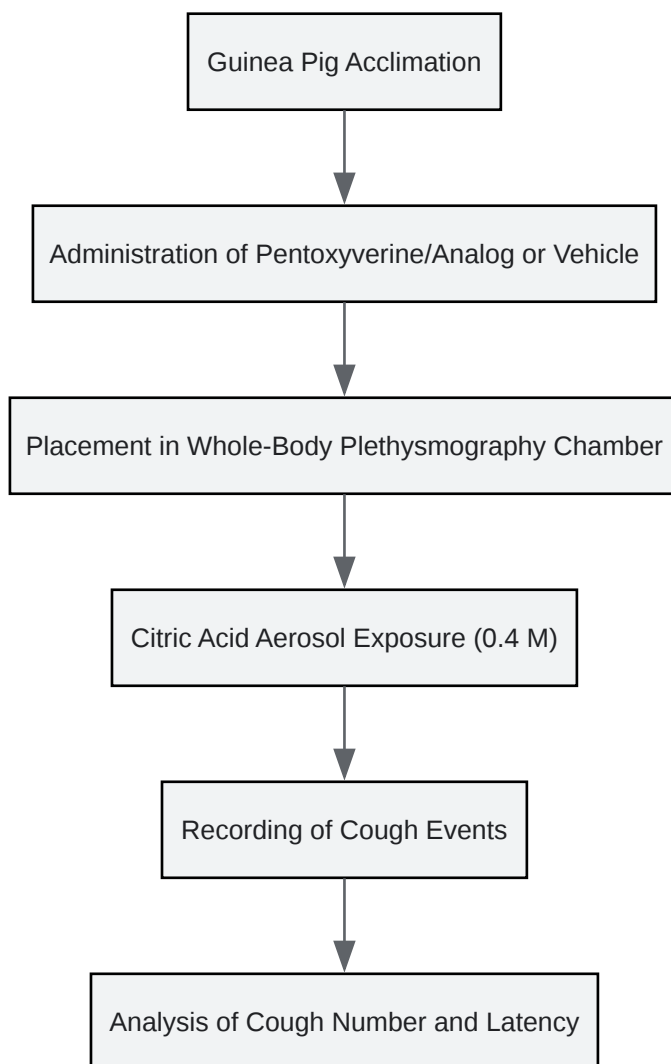 Guinea Pig Acclimation
Administration of Pentoxyverine/Analog or Vehicle
Placement in Whole-Body Plethysmography Chamber
Citric Acid Aerosol Exposure (0.4 M)
Recording of Cough Events
Analysis of Cough Number and Latency